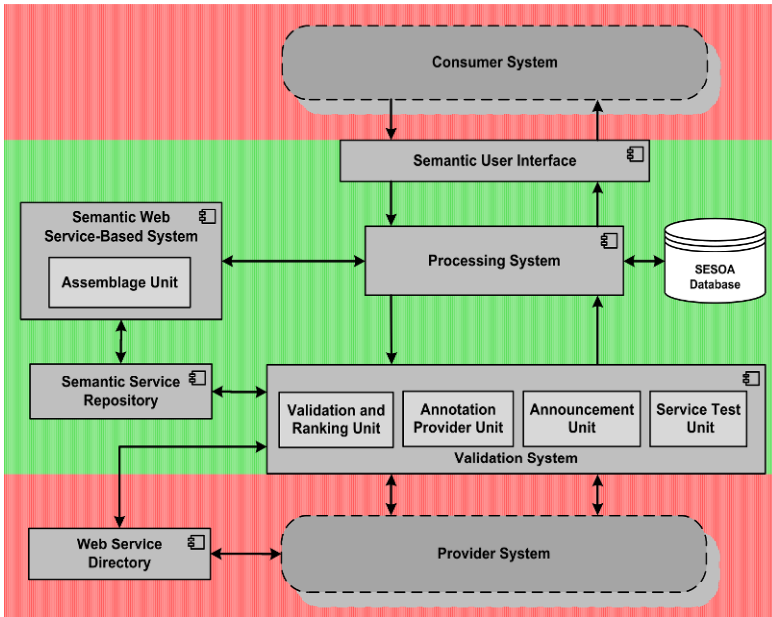 Consumer System
Semantic User Interface
Semantic Web
Service-Based System
Assemblage Unit
Processing System
SESOA
Database
Semantic Service
Repository
Validation and
Ranking Unit
Annotation
Provider Unit
Announcement
Unit
Service Test
Unit
Validation System
Web Service
Directory
Provider System